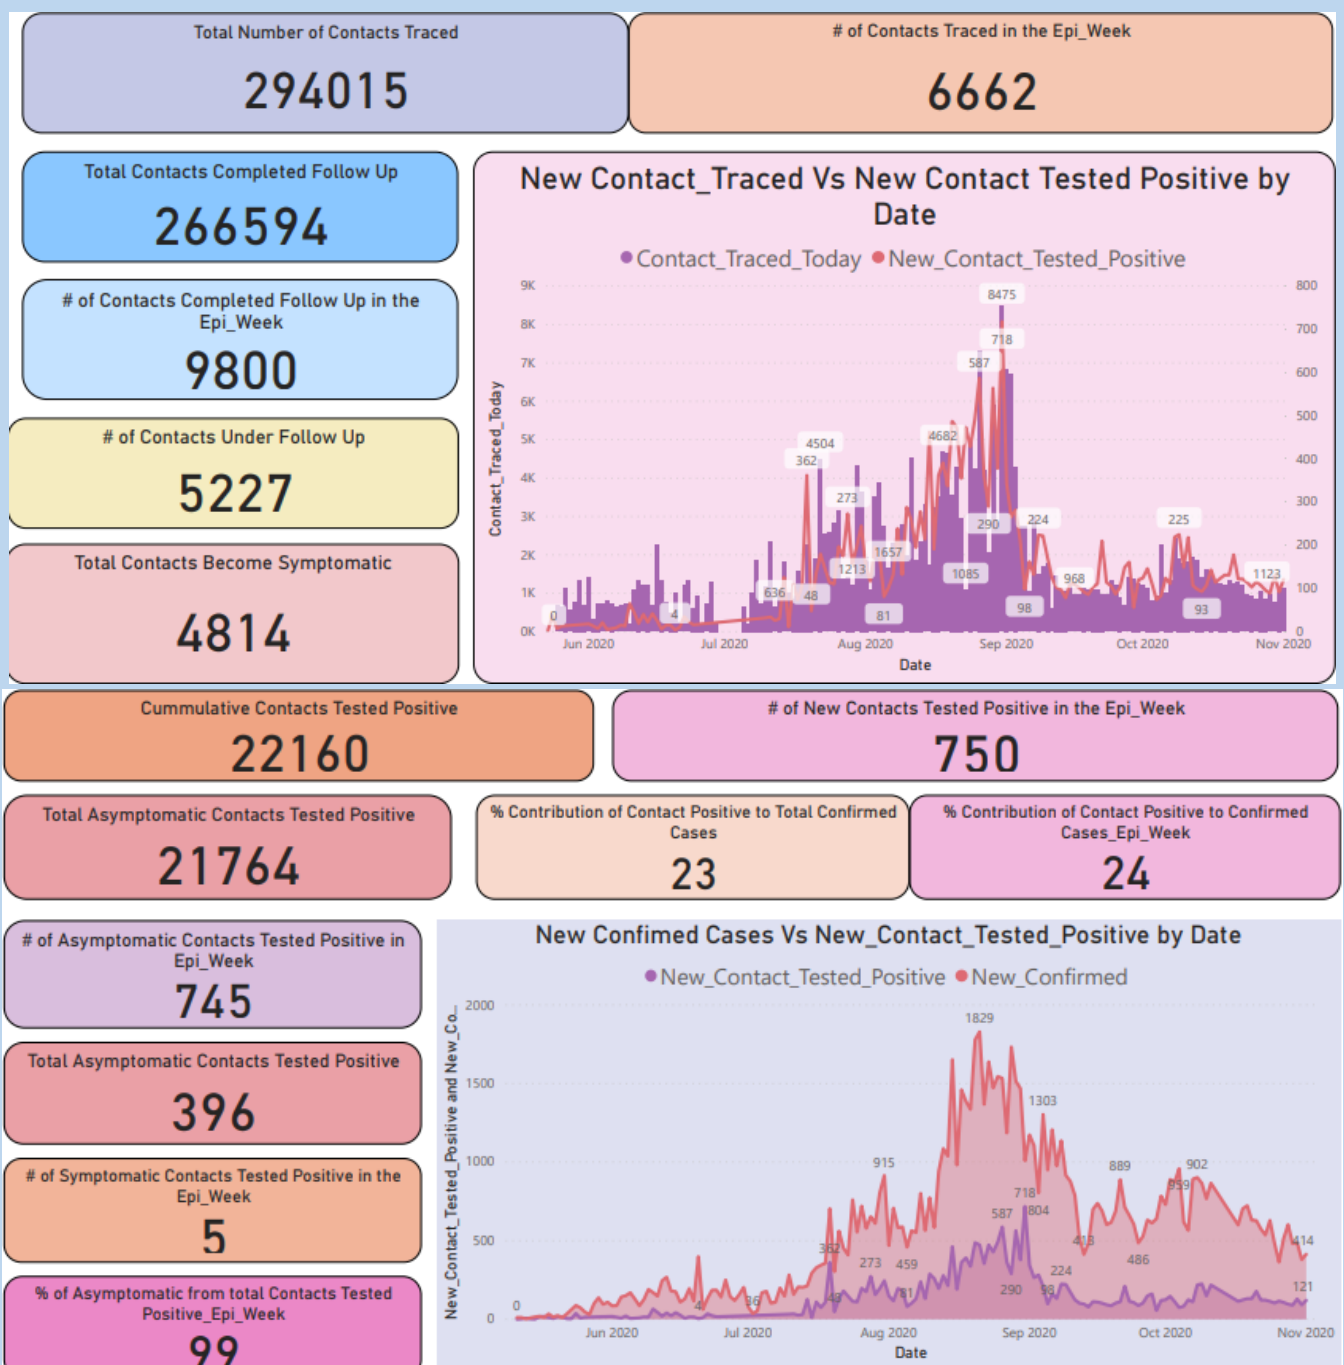 Total Number of Contacts Traced
294015
# of Contacts Traced in the Epi_Week
6662
Total Contacts Completed Follow Up
266594
# of Contacts Completed Follow Up in the
Epi_Week
9800
# of Contacts Under Follow Up
5227
Total Contacts Become Symptomatic
4814
New Contact_Traced Vs New Contact Tested Positive by
Date
Contact_Traced_Today New_Contact_Tested_Positive
Contact_Traced_Today
9K
8K
7K
6K
5K
4K
3K
2K
1K
0K
800
700
600
500
400
300
200
100
0
8475
718
587
4504
4682
362
273
290
224
225
1657
1213
1085
968
1123
636
48
0
4
81
98
93
Jun 2020 Jul 2020 Aug 2020 Sep 2020 Oct 2020 Nov 2020
Date
Cummulative Contacts Tested Positive
22160
# of New Contacts Tested Positive in the Epi_Week
750
Total Asymptomatic Contacts Tested Positive
21764
% Contribution of Contact Positive to Total Confirmed
Cases
23
% Contribution of Contact Positive to Confirmed
Cases_Epi_Week
24
# of Asymptomatic Contacts Tested Positive in
Epi_Week
745
Total Asymptomatic Contacts Tested Positive
396
# of Symptomatic Contacts Tested Positive in the
Epi_Week
5
% of Asymptomatic from total Contacts Tested
Positive_Epi_Week
99
New Confimed Cases Vs New_Contact_Tested_Positive by Date
New_Contact_Tested_Positive New_Confirmed
New_Contact_Tested_Positive and New_Co...
2000
1500
1000
500
0
1829
1303
915
889
902
959
718
804
587
413
486
414
362
273
459
224
290
98
121
0
4
36
48
81
Jun 2020 Jul 2020 Aug 2020 Sep 2020 Oct 2020 Nov 2020
Date